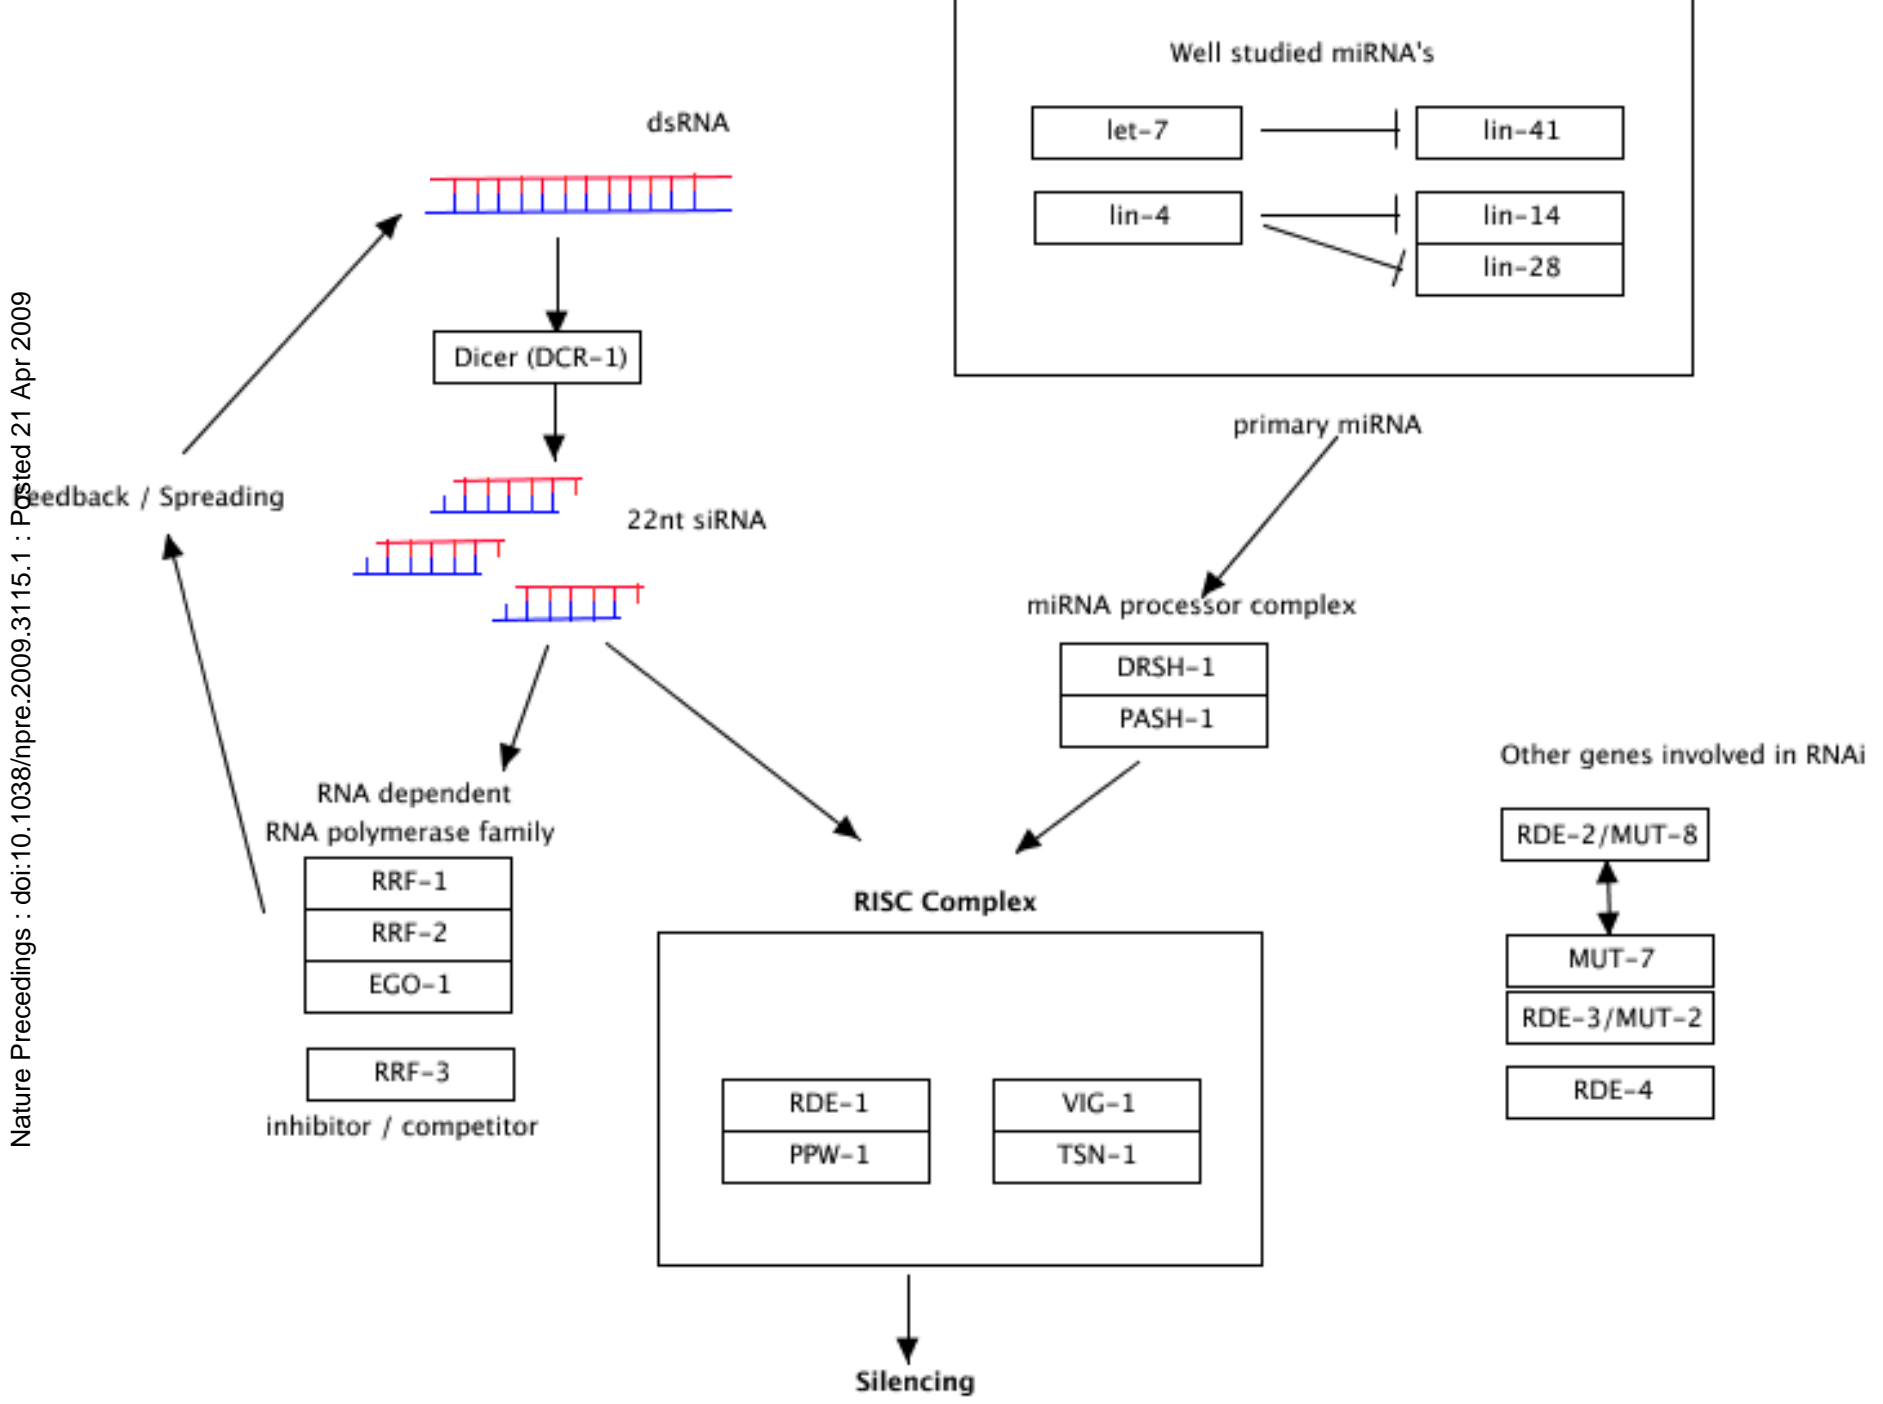 Well studied miRNA's
let-7
lin-41
lin-4
lin-14
lin-28
dsRNA
Dicer (DCR-1)
22nt siRNA
Feedback / Spreading
primary miRNA
miRNA processor complex
DRSH-1
PASH-1
RNA dependent
RNA polymerase family
RRF-1
RRF-2
EGO-1
RRF-3
inhibitor / competitor
RISC Complex
RDE-1
PPW-1
VIG-1
TSN-1
Silencing
Other genes involved in RNAi
RDE-2/MUT-8
MUT-7
RDE-3/MUT-2
RDE-4
Nature Precedings : doi:10.1038/npre.2009.3115.1 : Posted 21 Apr 2009